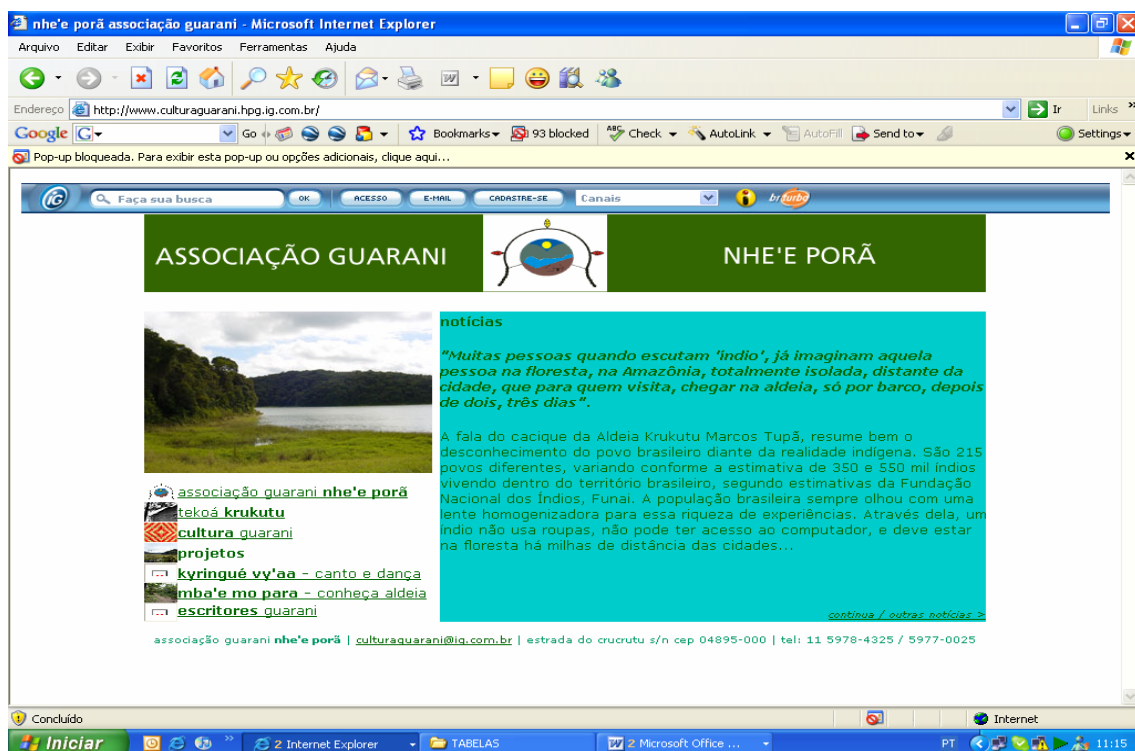 nhe'e porã associação guarani - Microsoft Internet Explorer
Arquivo Editar Exibir Favoritos Ferramentas Ajuda
Endereço http://www.culturaguarani.hpg.ig.com.br/ Ir Links »
Google G Go 93 blocked Bookmarks Check AutoLink AutoFill Send to Settings
Pop-up bloqueada. Para exibir esta pop-up ou opções adicionais, clique aqui...
iG Faça sua busca OK ACESSO E-MAIL CADASTRE-SE Canais brturbo
ASSOCIAÇÃO GUARANI NHE'E PORÃ
notícias
"Muitas pessoas quando escutam 'índio', já imaginam aquela
pessoa na floresta, na Amazônia, totalmente isolada, distante da
cidade, que para quem visita, chegar na aldeia, só por barco, depois
de dois, três dias".
A fala do cacique da Aldeia Krukutu Marcos Tupã, resume bem o
desconhecimento do povo brasileiro diante da realidade indígena. São 215
povos diferentes, variando conforme a estimativa de 350 e 550 mil índios
vivendo dentro do território brasileiro, segundo estimativas da Fundação
Nacional dos Índios, Funai. A população brasileira sempre olhou com uma
lente homogenizadora para essa riqueza de experiências. Através dela, um
índio não usa roupas, não pode ter acesso ao computador, e deve estar
na floresta há milhas de distância das cidades...
continua / outras notícias >
associação guarani nhe'e porã
tekoá krukutu
cultura guarani
projetos
kyringué vy'aa - canto e dança
mba'e mo para - conheça aldeia
escritores guarani
associação guarani nhe'e porã | culturaguarani@ig.com.br | estrada do crucrutu s/n cep 04895-000 | tel: 11 5978-4325 / 5977-0025
Concluído Internet
Iniciar 2 Internet Explorer TABELAS 2 Microsoft Office ... PT 11:15